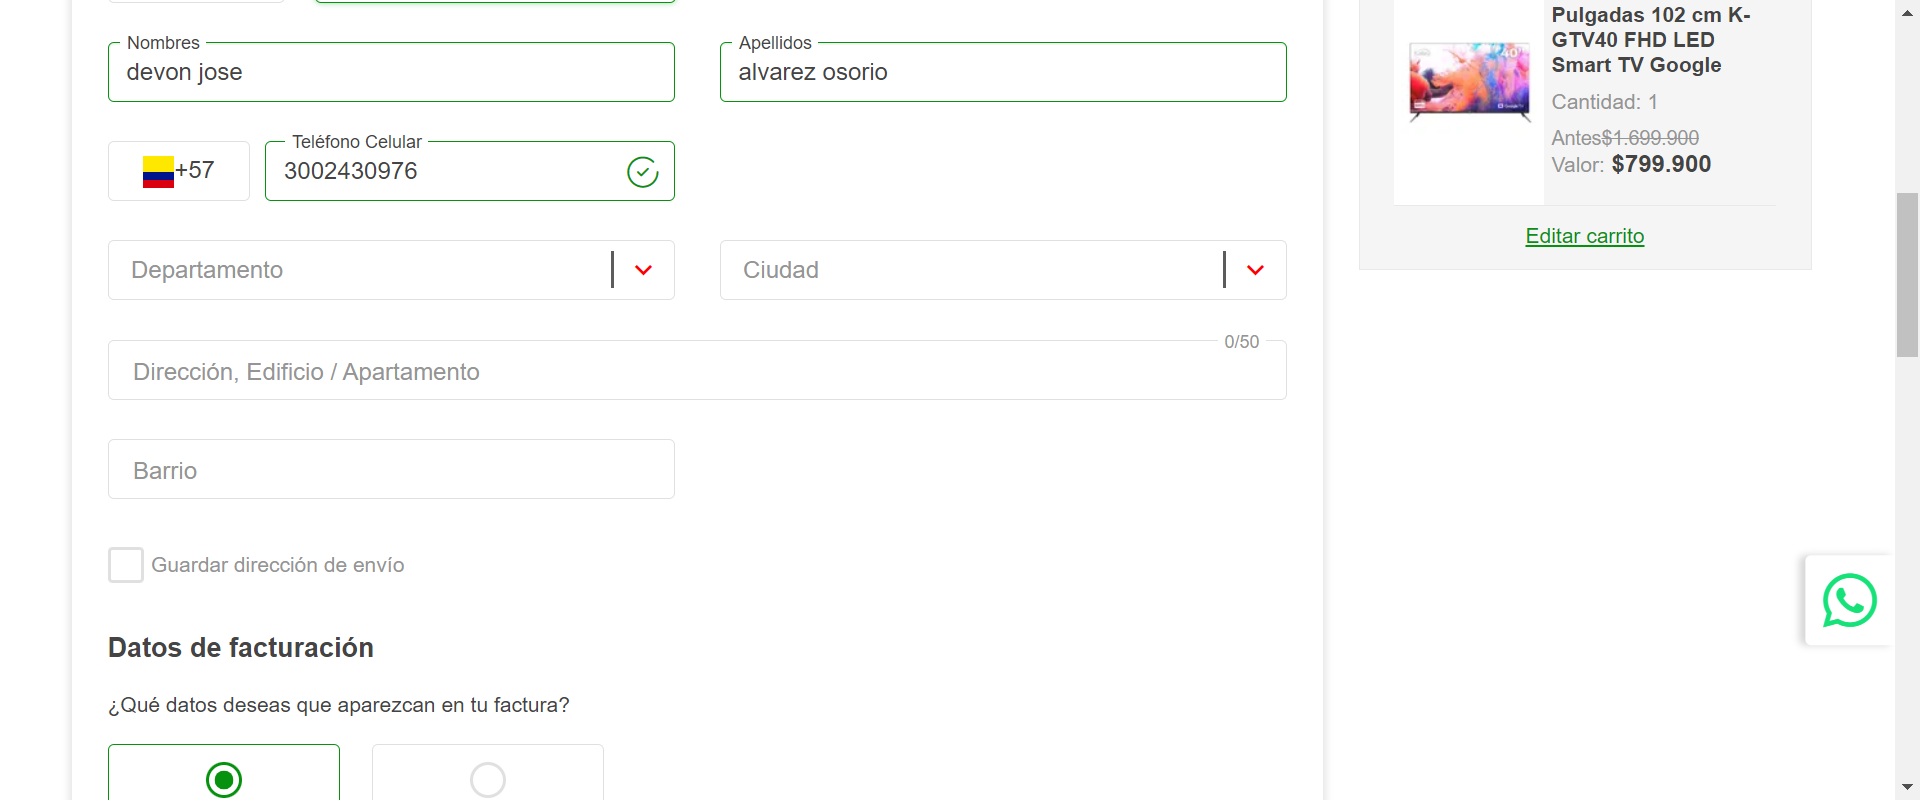 Nombres
devon jose
Apellidos
alvarez osorio
+57
Teléfono Celular
3002430976
Departamento
Ciudad
0/50
Dirección, Edificio / Apartamento
Barrio
Guardar dirección de envío
Datos de facturación
¿Qué datos deseas que aparezcan en tu factura?
Pulgadas 102 cm K-
GTV40 FHD LED
Smart TV Google
Cantidad: 1
Antes$1.699.900
Valor: $799.900
Editar carrito